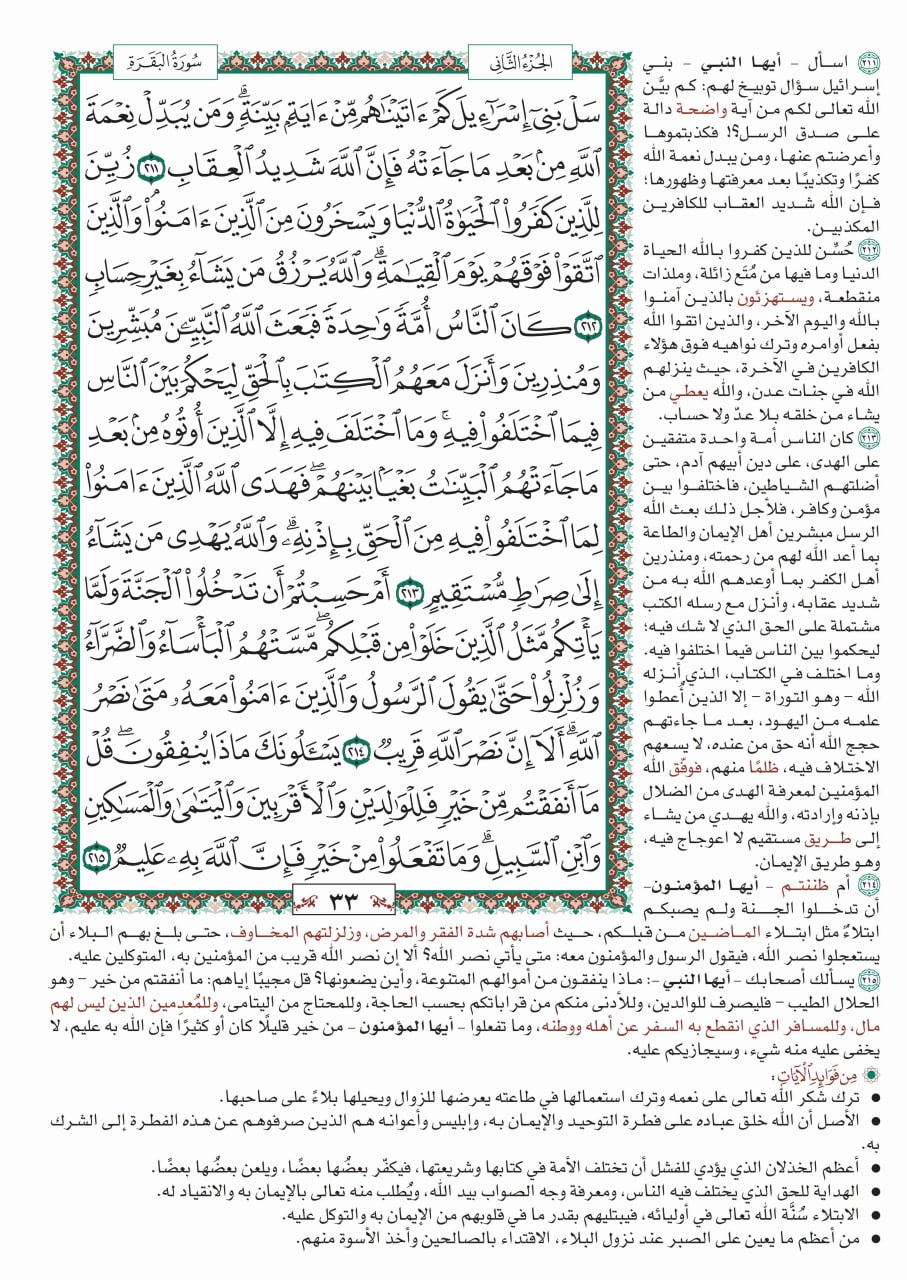 الجُزْءُ الثَّانِي
سُورَةُ البَقَرَةِ
سَلْ بَنِيٓ إِسْرَٰٓءِيلَ كَمْ ءَاتَيْنَٰهُم مِّنْ ءَايَةِۭ بَيِّنَةٍۗ وَمَن يُبَدِّلْ نِعْمَةَ
ٱللَّهِ مِنۢ بَعْدِ مَا جَآءَتْهُ فَإِنَّ ٱللَّهَ شَدِيدُ ٱلْعِقَابِ ٢١١ زُيِّنَ
لِلَّذِينَ كَفَرُواْ ٱلْحَيَوٰةُ ٱلدُّنْيَا وَيَسْخَرُونَ مِنَ ٱلَّذِينَ ءَامَنُواْۘ وَٱلَّذِينَ
ٱتَّقَوْاْ فَوْقَهُمْ يَوْمَ ٱلْقِيَٰمَةِۗ وَٱللَّهُ يَرْزُقُ مَن يَشَآءُ بِغَيْرِ حِسَابٍ
٢١٢ كَانَ ٱلنَّاسُ أُمَّةً وَٰحِدَةً فَبَعَثَ ٱللَّهُ ٱلنَّبِيِّـۧنَ مُبَشِّرِينَ
وَمُنذِرِينَ وَأَنزَلَ مَعَهُمُ ٱلْكِتَٰبَ بِٱلْحَقِّ لِيَحْكُمَ بَيْنَ ٱلنَّاسِ
فِيمَا ٱخْتَلَفُواْ فِيهِۚ وَمَا ٱخْتَلَفَ فِيهِ إِلَّا ٱلَّذِينَ أُوتُوهُ مِنۢ بَعْدِ
مَا جَآءَتْهُمُ ٱلْبَيِّنَٰتُ بَغْيَۢا بَيْنَهُمْۖ فَهَدَى ٱللَّهُ ٱلَّذِينَ ءَامَنُواْ
لِمَا ٱخْتَلَفُواْ فِيهِ مِنَ ٱلْحَقِّ بِإِذْنِهِۦۗ وَٱللَّهُ يَهْدِي مَن يَشَآءُ
إِلَىٰ صِرَٰطٍ مُّسْتَقِيمٍ ٢١٣ أَمْ حَسِبْتُمْ أَن تَدْخُلُواْ ٱلْجَنَّةَ وَلَمَّا
يَأْتِكُم مَّثَلُ ٱلَّذِينَ خَلَوْاْ مِن قَبْلِكُمۖ مَّسَّتْهُمُ ٱلْبَأْسَآءُ وَٱلضَّرَّآءُ
وَزُلْزِلُواْ حَتَّىٰ يَقُولَ ٱلرَّسُولُ وَٱلَّذِينَ ءَامَنُواْ مَعَهُۥ مَتَىٰ نَصْرُ
ٱللَّهِۗ أَلَآ إِنَّ نَصْرَ ٱللَّهِ قَرِيبٌ ٢١٤ يَسْـَٔلُونَكَ مَاذَا يُنفِقُونَۖ قُلْ
مَآ أَنفَقْتُم مِّنْ خَيْرٍ فَلِلْوَٰلِدَيْنِ وَٱلْأَقْرَبِينَ وَٱلْيَتَٰمَىٰ وَٱلْمَسَٰكِينِ
وَٱبْنِ ٱلسَّبِيلِۗ وَمَا تَفْعَلُواْ مِنْ خَيْرٍ فَإِنَّ ٱللَّهَ بِهِۦ عَلِيمٌ ٢١٥
٣٣
٢١١ اسأل – أيها النبي – بني
إسرائيل سؤال توبيخ لهم: كم بيَّن
الله تعالى لكم من آية واضحة دالة
على صدق الرسل؟! فكذبتموها
وأعرضتم عنها، ومن يبدل نعمة الله
كفرًا وتكذيبًا بعد معرفتها وظهورها؛
فإن الله شديد العقاب للكافرين
المكذبين.
٢١٢ حُسِّن للذين كفروا بالله الحياة
الدنيا وما فيها من مُتَع زائلة، وملذات
منقطعة، ويستهزئون بالذين آمنوا
بالله واليوم الآخر، والذين اتقوا الله
بفعل أوامره وترك نواهيه فوق هؤلاء
الكافرين في الآخرة، حيث ينزلهم
الله في جنات عدن، والله يعطي من
يشاء من خلقه بلا عدّ ولا حساب.
٢١٣ كان الناس أمة واحدة متفقين
على الهدى، على دين أبيهم آدم، حتى
أضلتهم الشياطين، فاختلفوا بين
مؤمن وكافر، فلأجل ذلك بعث الله
الرسل مبشرين أهل الإيمان والطاعة
بما أعد الله لهم من رحمته، ومنذرين
أهل الكفر بما أوعدهم الله به من
شديد عقابه، وأنزل مع رسله الكتب
مشتملة على الحق الذي لا شك فيه؛
ليحكموا بين الناس فيما اختلفوا فيه.
وما اختلف في الكتاب، الذي أنزله
الله – وهو التوراة – إلا الذين أُعطوا
علمه من اليهود، بعد ما جاءتهم
حجج الله أنه حق من عنده، لا يسعهم
الاختلاف فيه، ظلمًا منهم، فوفّق الله
المؤمنين لمعرفة الهدى من الضلال
بإذنه وإرادته، والله يهدي من يشاء
إلى طريق مستقيم لا اعوجاج فيه،
وهو طريق الإيمان.
٢١٤ أم ظننتم – أيها المؤمنون–
أن تدخلوا الجنة ولم يصبكم
ابتلاءٌ مثل ابتلاء الماضين من قبلكم، حيث أصابهم شدة الفقر والمرض، وزلزلتهم المخاوف، حتى بلغ بهم البلاء أن
يستعجلوا نصر الله، فيقول الرسول والمؤمنون معه: متى يأتي نصر الله؟ ألا إن نصر الله قريب من المؤمنين به، المتوكلين عليه.
٢١٥ يسألك أصحابك – أيها النبي –: ماذا ينفقون من أموالهم المتنوعة، وأين يضعونها؟ قل مجيبًا إياهم: ما أنفقتم من خير – وهو
الحلال الطيب – فليصرف للوالدين، وللأدنى منكم من قراباتكم بحسب الحاجة، وللمحتاج من اليتامى، وللمُعدِمين الذين ليس لهم
مال، وللمسافر الذي انقطع به السفر عن أهله ووطنه، وما تفعلوا – أيها المؤمنون – من خير قليلًا كان أو كثيرًا فإن الله به عليم، لا
يخفى عليه منه شيء، وسيجازيكم عليه.
مِن فَوَائِدِ الْآيَاتِ:
• ترك شكر الله تعالى على نعمه وترك استعمالها في طاعته يعرضها للزوال ويحيلها بلاءً على صاحبها.
• الأصل أن الله خلق عباده على فطرة التوحيد والإيمان به، وإبليس وأعوانه هم الذين صرفوهم عن هذه الفطرة إلى الشرك
به.
• أعظم الخذلان الذي يؤدي للفشل أن تختلف الأمة في كتابها وشريعتها، فيكفّر بعضُها بعضًا، ويلعن بعضُها بعضًا.
• الهداية للحق الذي يختلف فيه الناس، ومعرفة وجه الصواب بيد الله، ويُطلب منه تعالى بالإيمان به والانقياد له.
• الابتلاء سُنَّة الله تعالى في أوليائه، فيبتليهم بقدر ما في قلوبهم من الإيمان به والتوكل عليه.
• من أعظم ما يعين على الصبر عند نزول البلاء، الاقتداء بالصالحين وأخذ الأسوة منهم.